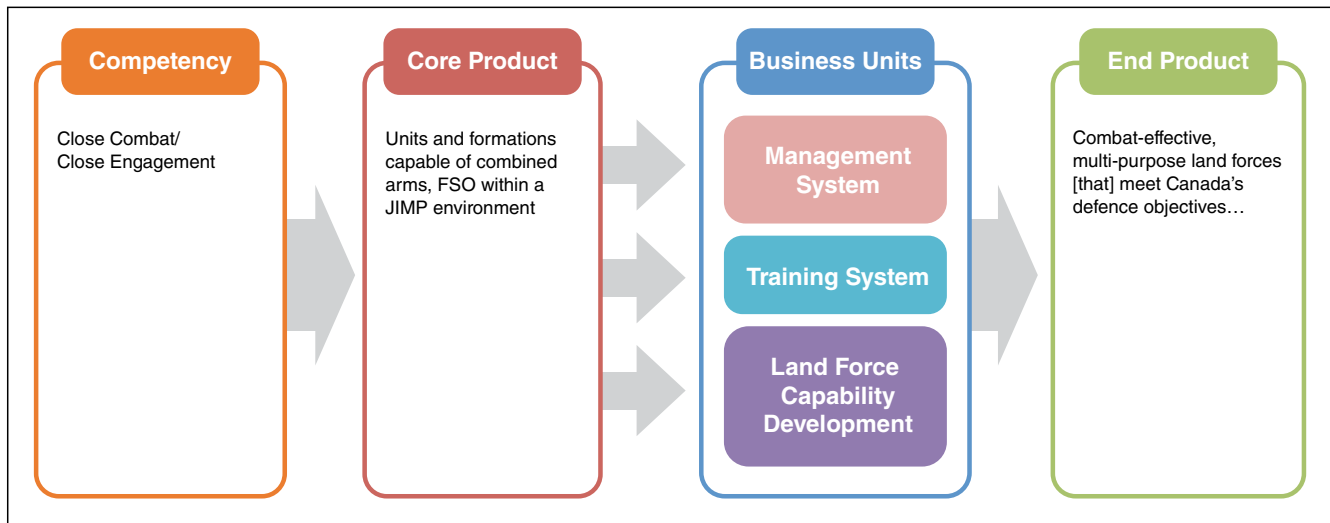 Competency
Close Combat/
Close Engagement
Core Product
Units and formations
capable of combined
arms, FSO within a
JIMP environment
Business Units
Management
System
Training System
Land Force
Capability
Development
End Product
Combat-effective,
multi-purpose land forces
[that] meet Canada’s
defence objectives…